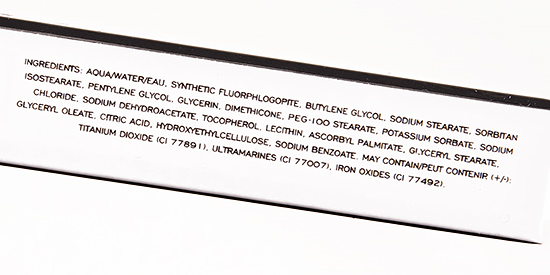 INGREDIENTS: AQUA/WATER/EAU, SYNTHETIC FLUORPHLOGOPITE, BUTYLENE GLYCOL, SODIUM STEARATE, SORBITAN
ISOSTEARATE, PENTYLENE GLYCOL, GLYCERIN, DIMETHICONE, PEG-100 STEARATE, POTASSIUM SORBATE, SODIUM
CHLORIDE, SODIUM DEHYDROACETATE, TOCOPHEROL, LECITHIN, ASCORBYL PALMITATE, GLYCERYL STEARATE,
GLYCERYL OLEATE, CITRIC ACID, HYDROXYETHYLCELLULOSE, SODIUM BENZOATE. MAY CONTAIN/PEUT CONTENIR (+/-):
TITANIUM DIOXIDE (CI 77891), ULTRAMARINES (CI 77007), IRON OXIDES (CI 77492).